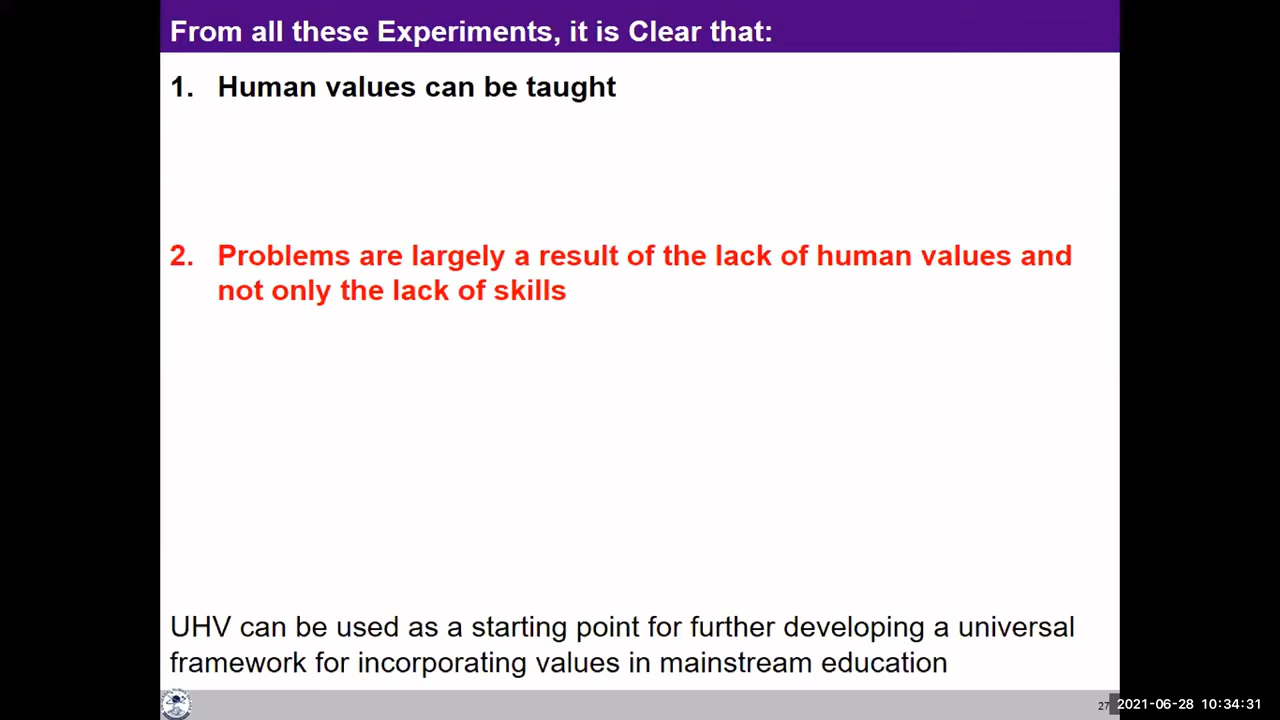 From all these Experiments, it is Clear that:
1. Human values can be taught
2. Problems are largely a result of the lack of human values and
not only the lack of skills
UHV can be used as a starting point for further developing a universal
framework for incorporating values in mainstream education
27
2021-06-28 10:34:31